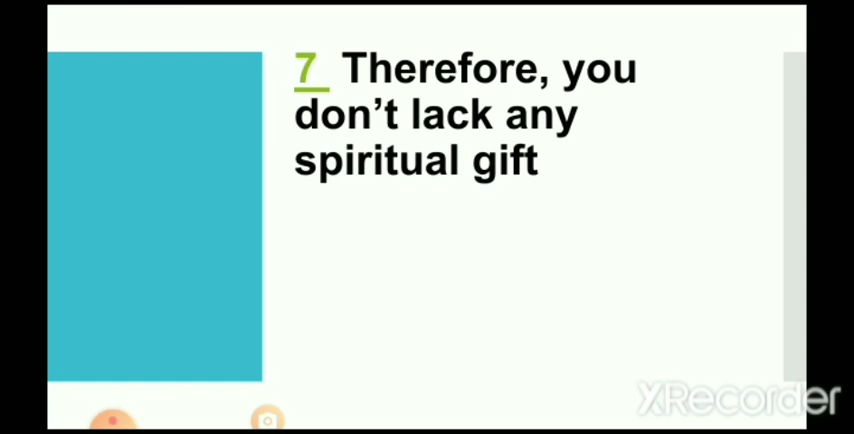 7 Therefore, you
don’t lack any
spiritual gift
XRecorder